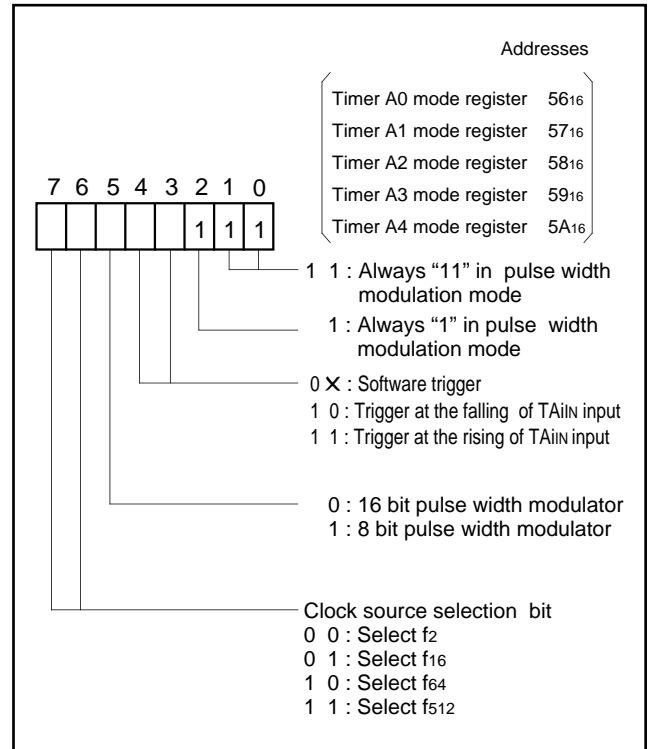 Addresses
Timer A0 mode register 5616
Timer A1 mode register 5716
Timer A2 mode register 5816
Timer A3 mode register 5916
Timer A4 mode register 5A16
7 6 5 4 3 2 1 0
1 1 1
1 1 : Always “11” in pulse width
modulation mode
1 : Always “1” in pulse width
modulation mode
0 × : Software trigger
1 0 : Trigger at the falling of TAiIN input
1 1 : Trigger at the rising of TAiIN input
0 : 16 bit pulse width modulator
1 : 8 bit pulse width modulator
Clock source selection bit
0 0 : Select f2
0 1 : Select f16
1 0 : Select f64
1 1 : Select f512